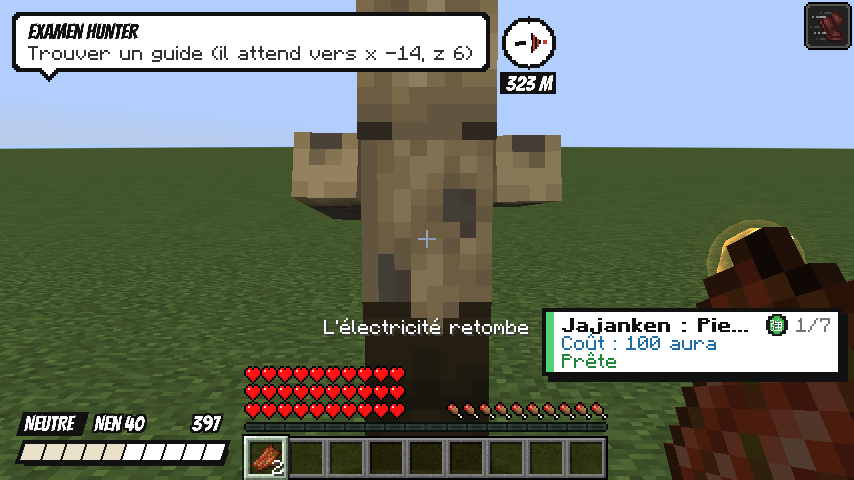 EXAMEN HUNTER
Trouver un guide (il attend vers x -14, z 6)
323 M
L'électricité retombe
Jajanken : Pie... 1/7
Coût : 100 aura
Prête
NEUTRE NEN 40 397
2